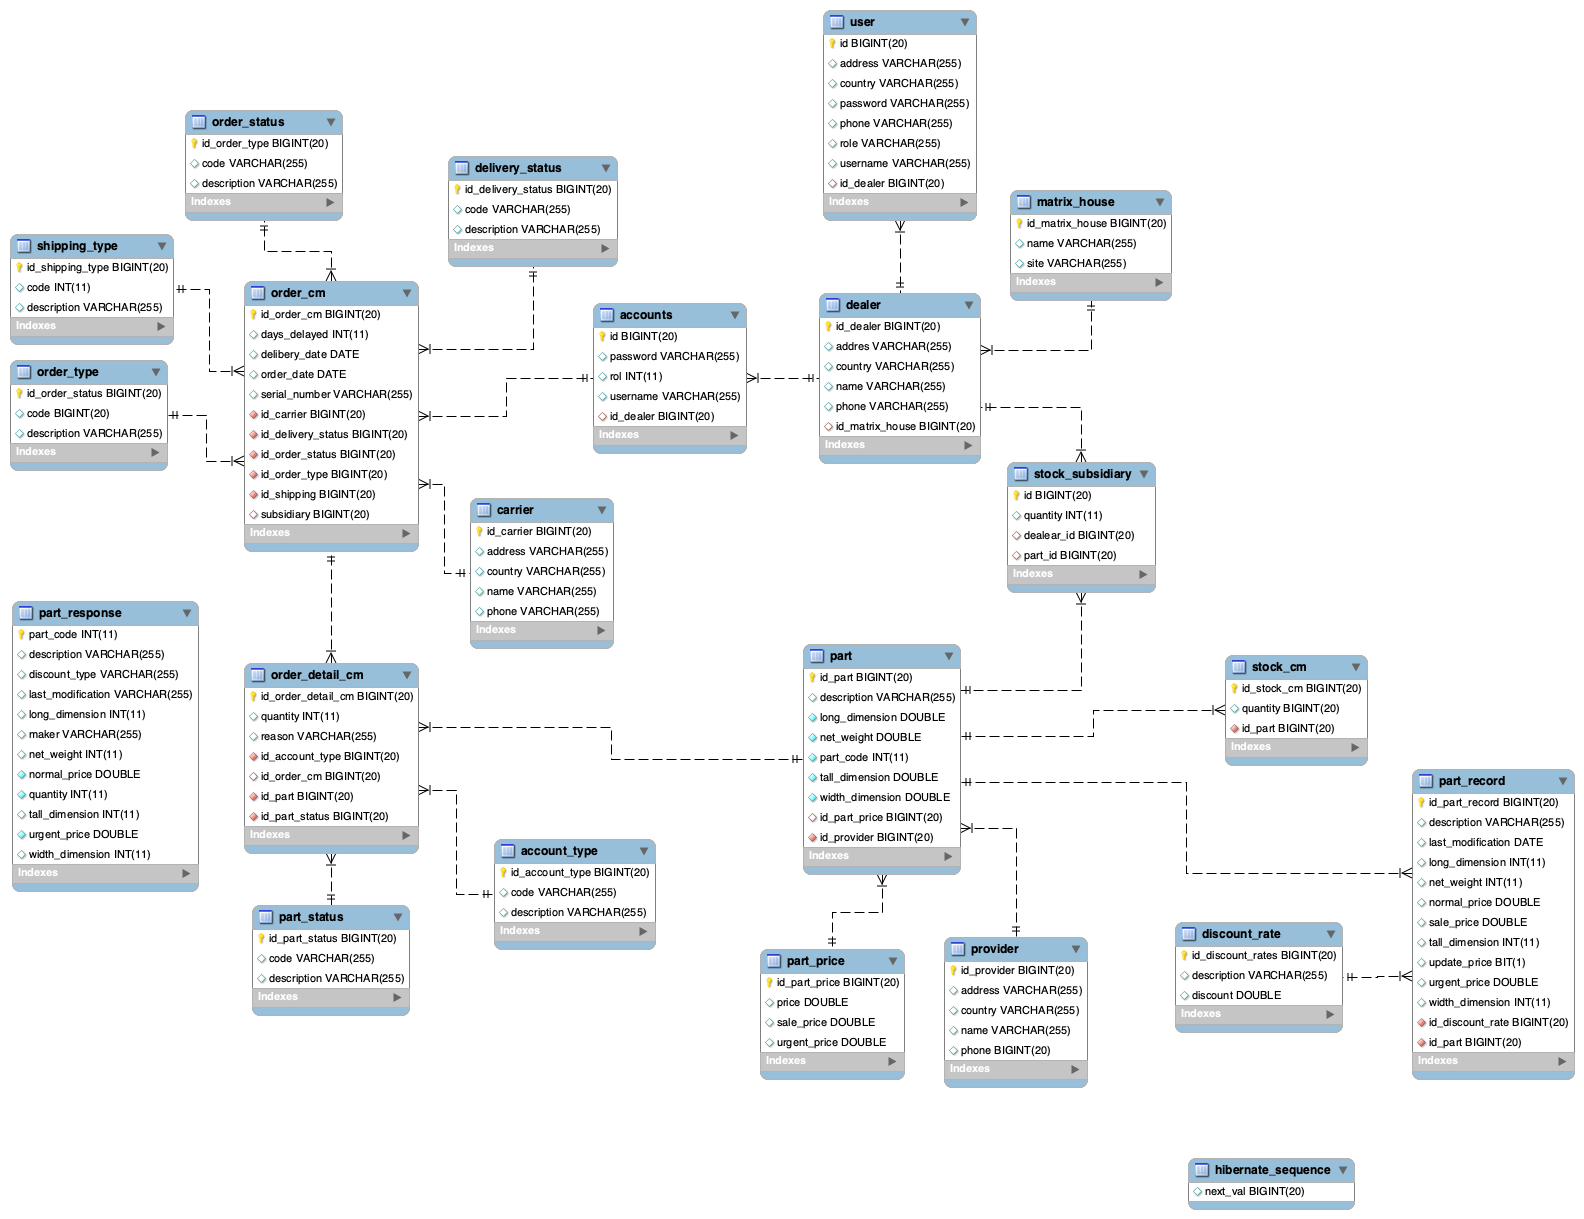 user
id BIGINT(20)
address VARCHAR(255)
country VARCHAR(255)
password VARCHAR(255)
phone VARCHAR(255)
role VARCHAR(255)
username VARCHAR(255)
id_dealer BIGINT(20)
Indexes
order_status
id_order_type BIGINT(20)
code VARCHAR(255)
description VARCHAR(255)
Indexes
delivery_status
id_delivery_status BIGINT(20)
code VARCHAR(255)
description VARCHAR(255)
Indexes
matrix_house
id_matrix_house BIGINT(20)
name VARCHAR(255)
site VARCHAR(255)
Indexes
shipping_type
id_shipping_type BIGINT(20)
code INT(11)
description VARCHAR(255)
Indexes
order_cm
id_order_cm BIGINT(20)
days_delayed INT(11)
delibery_date DATE
order_date DATE
serial_number VARCHAR(255)
id_carrier BIGINT(20)
id_delivery_status BIGINT(20)
id_order_status BIGINT(20)
id_order_type BIGINT(20)
id_shipping BIGINT(20)
subsidiary BIGINT(20)
Indexes
accounts
id BIGINT(20)
password VARCHAR(255)
rol INT(11)
username VARCHAR(255)
id_dealer BIGINT(20)
Indexes
dealer
id_dealer BIGINT(20)
addres VARCHAR(255)
country VARCHAR(255)
name VARCHAR(255)
phone VARCHAR(255)
id_matrix_house BIGINT(20)
Indexes
order_type
id_order_status BIGINT(20)
code BIGINT(20)
description VARCHAR(255)
Indexes
stock_subsidiary
id BIGINT(20)
quantity INT(11)
dealear_id BIGINT(20)
part_id BIGINT(20)
Indexes
carrier
id_carrier BIGINT(20)
address VARCHAR(255)
country VARCHAR(255)
name VARCHAR(255)
phone VARCHAR(255)
Indexes
part_response
part_code INT(11)
description VARCHAR(255)
discount_type VARCHAR(255)
last_modification VARCHAR(255)
long_dimension INT(11)
maker VARCHAR(255)
net_weight INT(11)
normal_price DOUBLE
quantity INT(11)
tall_dimension INT(11)
urgent_price DOUBLE
width_dimension INT(11)
Indexes
order_detail_cm
id_order_detail_cm BIGINT(20)
quantity INT(11)
reason VARCHAR(255)
id_account_type BIGINT(20)
id_order_cm BIGINT(20)
id_part BIGINT(20)
id_part_status BIGINT(20)
Indexes
part
id_part BIGINT(20)
description VARCHAR(255)
long_dimension DOUBLE
net_weight DOUBLE
part_code INT(11)
tall_dimension DOUBLE
width_dimension DOUBLE
id_part_price BIGINT(20)
id_provider BIGINT(20)
Indexes
stock_cm
id_stock_cm BIGINT(20)
quantity BIGINT(20)
id_part BIGINT(20)
Indexes
part_record
id_part_record BIGINT(20)
description VARCHAR(255)
last_modification DATE
long_dimension INT(11)
net_weight INT(11)
normal_price DOUBLE
sale_price DOUBLE
tall_dimension INT(11)
update_price BIT(1)
urgent_price DOUBLE
width_dimension INT(11)
id_discount_rate BIGINT(20)
id_part BIGINT(20)
Indexes
account_type
id_account_type BIGINT(20)
code VARCHAR(255)
description VARCHAR(255)
Indexes
part_status
id_part_status BIGINT(20)
code VARCHAR(255)
description VARCHAR(255)
Indexes
part_price
id_part_price BIGINT(20)
price DOUBLE
sale_price DOUBLE
urgent_price DOUBLE
Indexes
provider
id_provider BIGINT(20)
address VARCHAR(255)
country VARCHAR(255)
name VARCHAR(255)
phone BIGINT(20)
Indexes
discount_rate
id_discount_rates BIGINT(20)
description VARCHAR(255)
discount DOUBLE
Indexes
hibernate_sequence
next_val BIGINT(20)